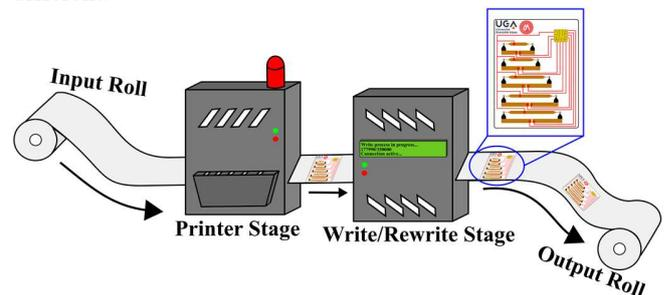 Input Roll
UGA
Write process in progress...
Connection active...
Printer Stage
Write/Rewrite Stage
Output Roll